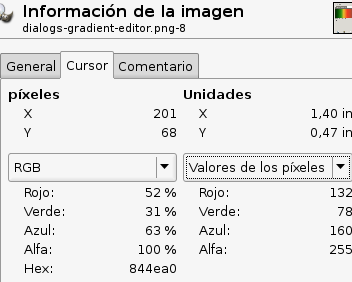 Información de la imagen
dialogs-gradient-editor.png-8
General Cursor Comentario
píxeles Unidades
X 201 X 1,40 in
Y 68 Y 0,47 in
RGB Valores de los píxeles
Rojo: 52 % Rojo: 132
Verde: 31 % Verde: 78
Azul: 63 % Azul: 160
Alfa: 100 % Alfa: 255
Hex: 844ea0